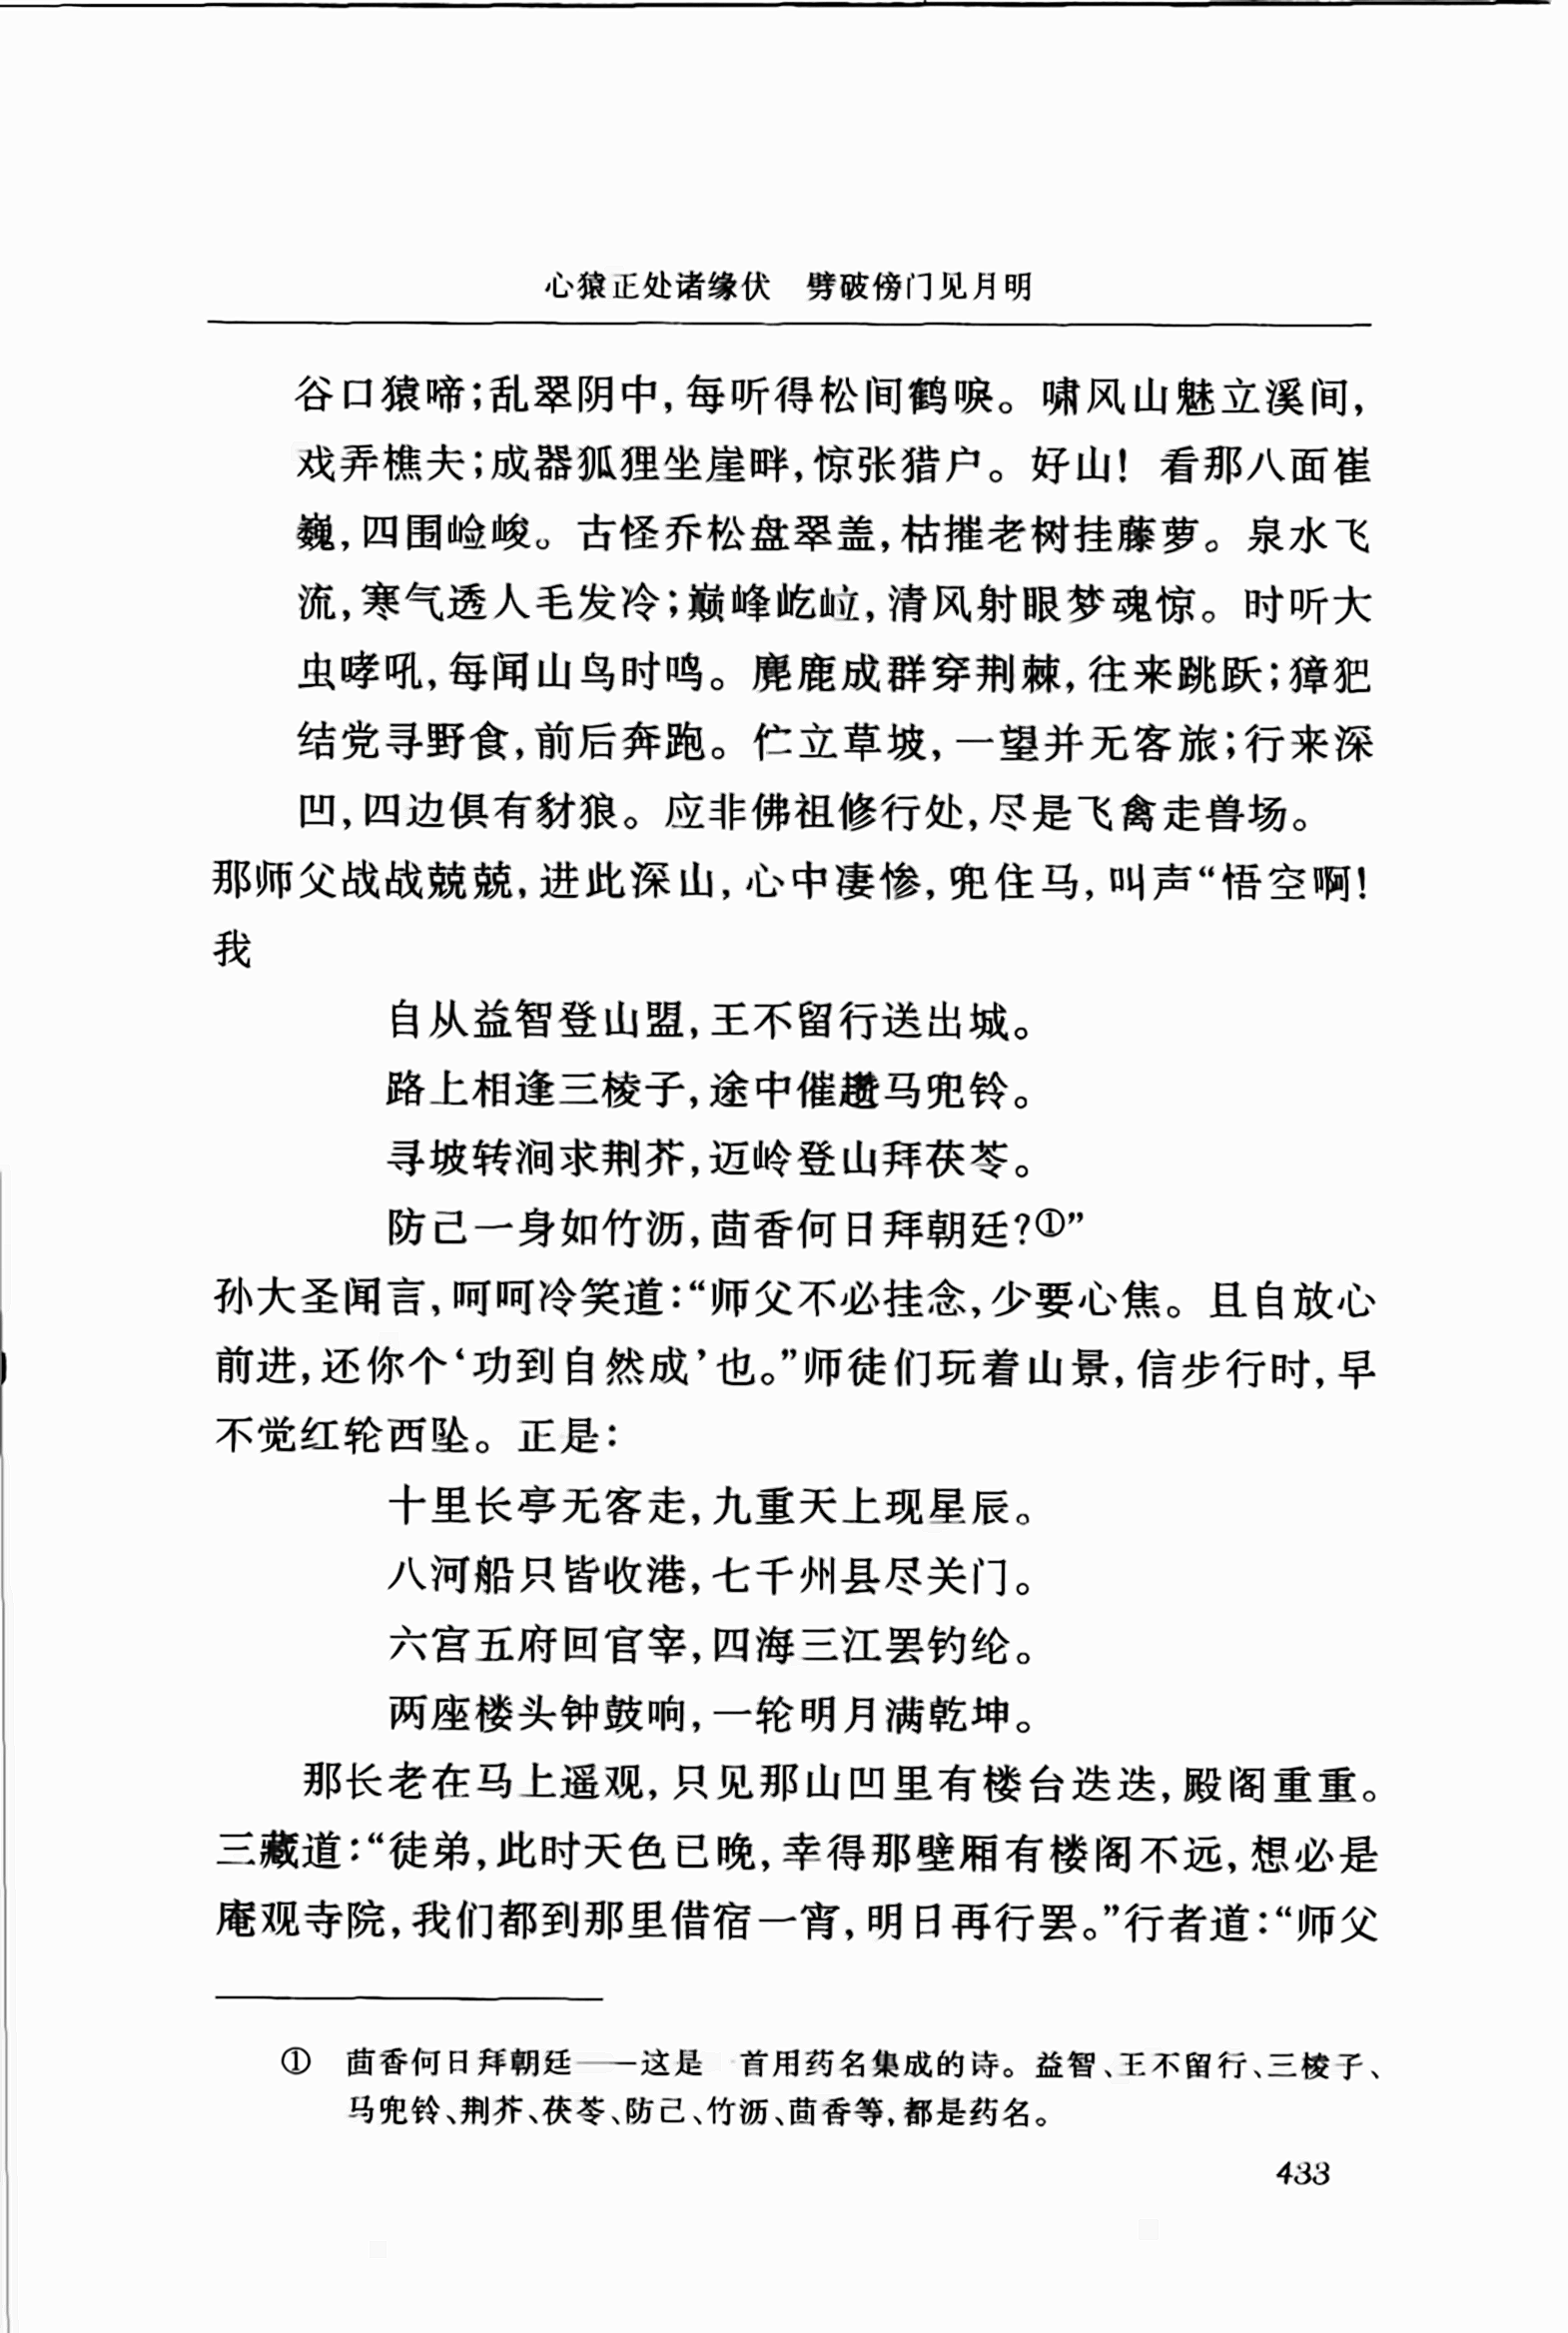 心猿正处诸缘伏　劈破傍门见月明
谷口猿啼;乱翠阴中,每听得松间鹤唳。啸风山魅立溪间,
戏弄樵夫;成器狐狸坐崖畔,惊张猎户。好山!看那八面崔
巍,四围崄峻。古怪乔松盘翠盖,枯摧老树挂藤萝。泉水飞
流,寒气透人毛发冷;巅峰屹㟁,清风射眼梦魂惊。时听大
虫哮吼,每闻山鸟时鸣。麂鹿成群穿荆棘,往来跳跃;獐㹠
结党寻野食,前后奔跑。伫立草坡,一望并无客旅;行来深
凹,四边俱有豺狼。应非佛祖修行处,尽是飞禽走兽场。
那师父战战兢兢,进此深山,心中凄惨,兜住马,叫声“悟空啊!
我
自从益智登山盟,王不留行送出城。
路上相逢三棱子,途中催趱马兜铃。
寻坡转涧求荆芥,迈岭登山拜茯苓。
防己一身如竹沥,茴香何日拜朝廷?①”
孙大圣闻言,呵呵冷笑道:“师父不必挂念,少要心焦。且自放心
前进,还你个‘功到自然成’也。”师徒们玩着山景,信步行时,早
不觉红轮西坠。正是:
十里长亭无客走,九重天上现星辰。
八河船只皆收港,七千州县尽关门。
六宫五府回官宰,四海三江罢钓纶。
两座楼头钟鼓响,一轮明月满乾坤。
那长老在马上遥观,只见那山凹里有楼台迭迭,殿阁重重。
三藏道:“徒弟,此时天色已晚,幸得那壁厢有楼阁不远,想必是
庵观寺院,我们都到那里借宿一宵,明日再行罢。”行者道:“师父
① 茴香何日拜朝廷——这是 首用药名集成的诗。益智、王不留行、三棱子、
马兜铃、荆芥、茯苓、防己、竹沥、茴香等,都是药名。
433